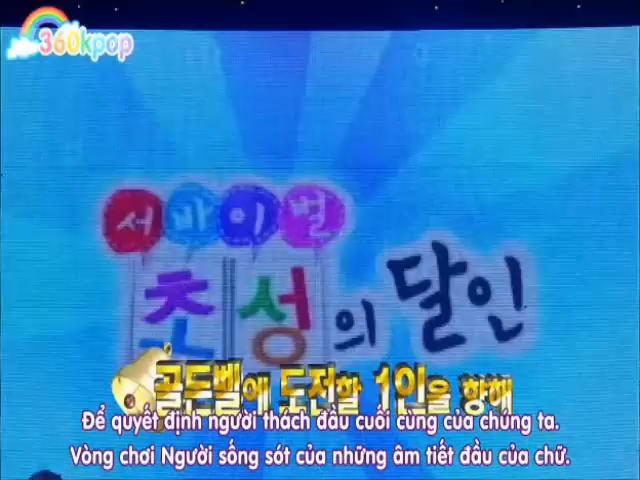 360kpop
서바이벌
초성의 달인
골든벨에 도전할 1인을 향해
Để quyết định người thách đấu cuối cùng của chúng ta.
Vòng chơi Người sống sót của những âm tiết đầu của chữ.